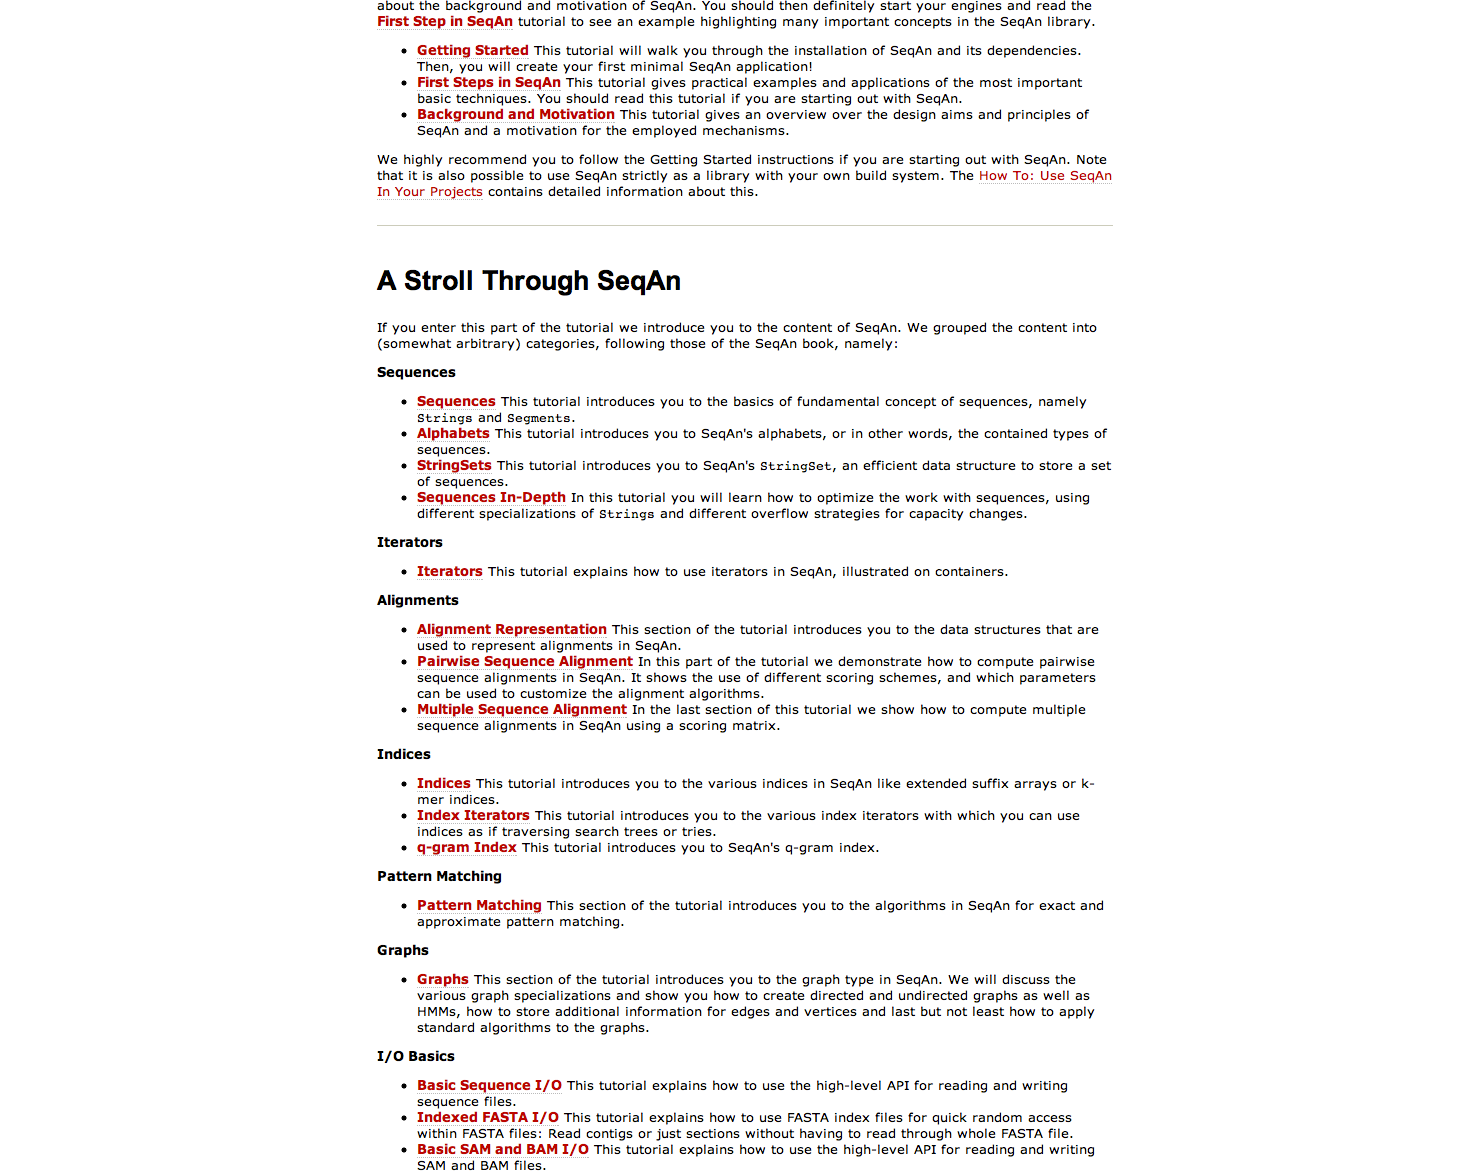 about the background and motivation of SeqAn. You should then definitely start your engines and read the
First Step in SeqAn tutorial to see an example highlighting many important concepts in the SeqAn library.
Getting Started This tutorial will walk you through the installation of SeqAn and its dependencies.
Then, you will create your first minimal SeqAn application!
First Steps in SeqAn This tutorial gives practical examples and applications of the most important
basic techniques. You should read this tutorial if you are starting out with SeqAn.
Background and Motivation This tutorial gives an overview over the design aims and principles of
SeqAn and a motivation for the employed mechanisms.
We highly recommend you to follow the Getting Started instructions if you are starting out with SeqAn. Note
that it is also possible to use SeqAn strictly as a library with your own build system. The How To: Use SeqAn
In Your Projects contains detailed information about this.
A Stroll Through SeqAn
If you enter this part of the tutorial we introduce you to the content of SeqAn. We grouped the content into
(somewhat arbitrary) categories, following those of the SeqAn book, namely:
Sequences
Sequences This tutorial introduces you to the basics of fundamental concept of sequences, namely
Strings and Segments.
Alphabets This tutorial introduces you to SeqAn's alphabets, or in other words, the contained types of
sequences.
StringSets This tutorial introduces you to SeqAn's StringSet, an efficient data structure to store a set
of sequences.
Sequences In-Depth In this tutorial you will learn how to optimize the work with sequences, using
different specializations of Strings and different overflow strategies for capacity changes.
Iterators
Iterators This tutorial explains how to use iterators in SeqAn, illustrated on containers.
Alignments
Alignment Representation This section of the tutorial introduces you to the data structures that are
used to represent alignments in SeqAn.
Pairwise Sequence Alignment In this part of the tutorial we demonstrate how to compute pairwise
sequence alignments in SeqAn. It shows the use of different scoring schemes, and which parameters
can be used to customize the alignment algorithms.
Multiple Sequence Alignment In the last section of this tutorial we show how to compute multiple
sequence alignments in SeqAn using a scoring matrix.
Indices
Indices This tutorial introduces you to the various indices in SeqAn like extended suffix arrays or k-
mer indices.
Index Iterators This tutorial introduces you to the various index iterators with which you can use
indices as if traversing search trees or tries.
q-gram Index This tutorial introduces you to SeqAn's q-gram index.
Pattern Matching
Pattern Matching This section of the tutorial introduces you to the algorithms in SeqAn for exact and
approximate pattern matching.
Graphs
Graphs This section of the tutorial introduces you to the graph type in SeqAn. We will discuss the
various graph specializations and show you how to create directed and undirected graphs as well as
HMMs, how to store additional information for edges and vertices and last but not least how to apply
standard algorithms to the graphs.
I/O Basics
Basic Sequence I/O This tutorial explains how to use the high-level API for reading and writing
sequence files.
Indexed FASTA I/O This tutorial explains how to use FASTA index files for quick random access
within FASTA files: Read contigs or just sections without having to read through whole FASTA file.
Basic SAM and BAM I/O This tutorial explains how to use the high-level API for reading and writing
SAM and BAM files.